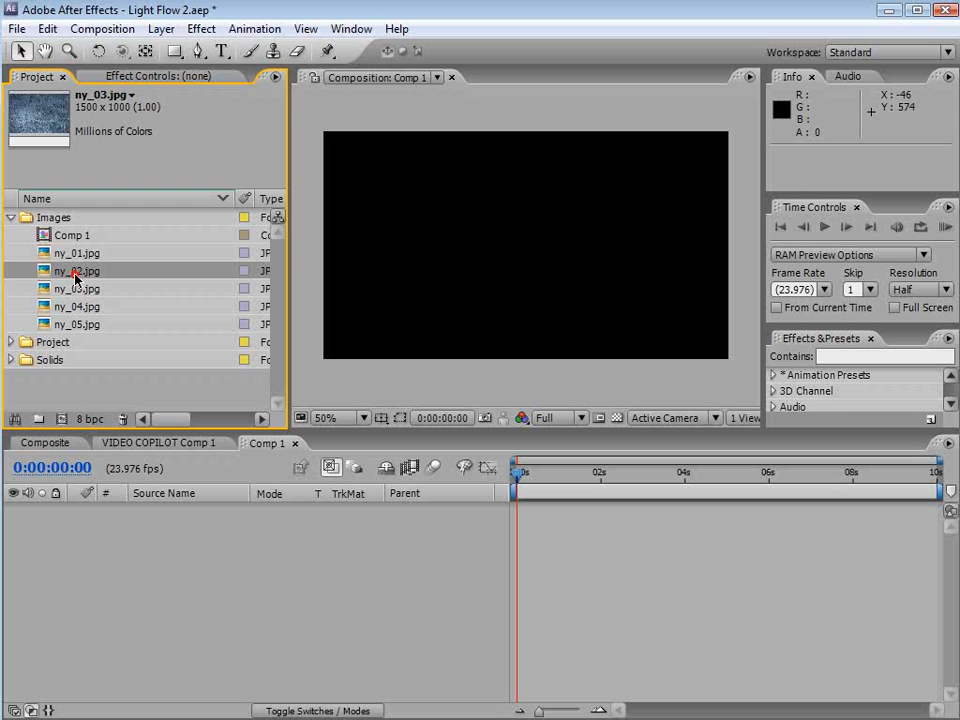 Adobe After Effects - Light Flow 2.aep *
File Edit Composition Layer Effect Animation View Window Help
Workspace: Standard
Project Effect Controls: (none) Composition: Comp 1 Info Audio
ny_03.jpg
1500 x 1000 (1.00)
Millions of Colors
R :
G :
B :
A : 0
X : -46
Y : 574
Name Type
Images Fo
Comp 1 Co
ny_01.jpg JP
ny_02.jpg JP
ny_03.jpg JP
ny_04.jpg JP
ny_05.jpg JP
Project Fo
Solids Fo
8 bpc
Time Controls
RAM Preview Options
Frame Rate Skip Resolution
(23.976) 1 Half
From Current Time Full Screen
Effects & Presets
Contains:
* Animation Presets
3D Channel
Audio
50% 0:00:00:00 Full Active Camera 1 View
Composite VIDEO COPILOT Comp 1 Comp 1
0:00:00:00 (23.976 fps)
0s 02s 04s 06s 08s 10s
# Source Name Mode T TrkMat Parent
Toggle Switches / Modes